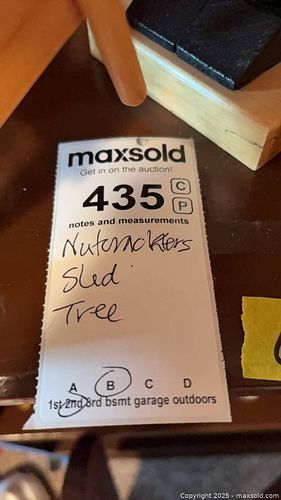 maxsold
Get in on the auction!
435 C
P
notes and measurements
Nutcrackers
Sled
Tree
A B C D
1st 2nd 3rd bsmt garage outdoors
Copyright 2025 - maxsold.com